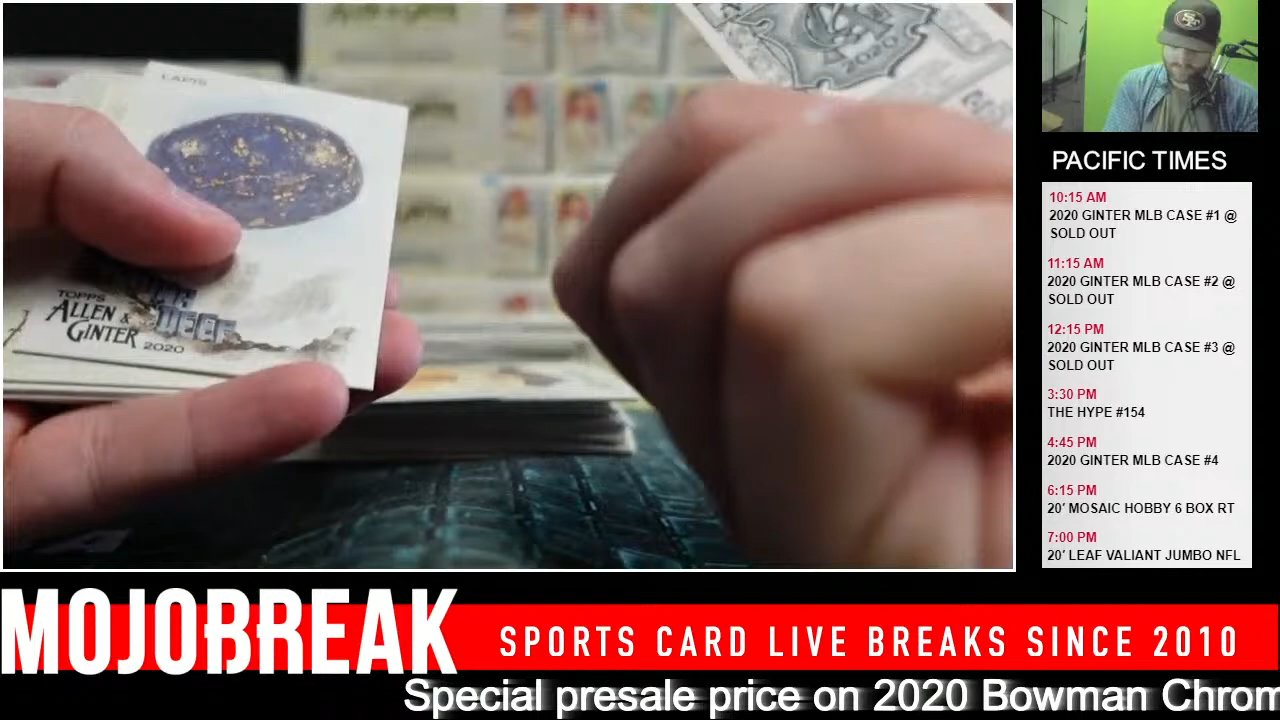 LAPIS
TOPPS
ALLEN &
GINTER 2020
PACIFIC TIMES
10:15 AM
2020 GINTER MLB CASE #1 @
SOLD OUT
11:15 AM
2020 GINTER MLB CASE #2 @
SOLD OUT
12:15 PM
2020 GINTER MLB CASE #3 @
SOLD OUT
3:30 PM
THE HYPE #154
4:45 PM
2020 GINTER MLB CASE #4
6:15 PM
20' MOSAIC HOBBY 6 BOX RT
7:00 PM
20' LEAF VALIANT JUMBO NFL
MOJOBREAK
SPORTS CARD LIVE BREAKS SINCE 2010
Special presale price on 2020 Bowman Chrom